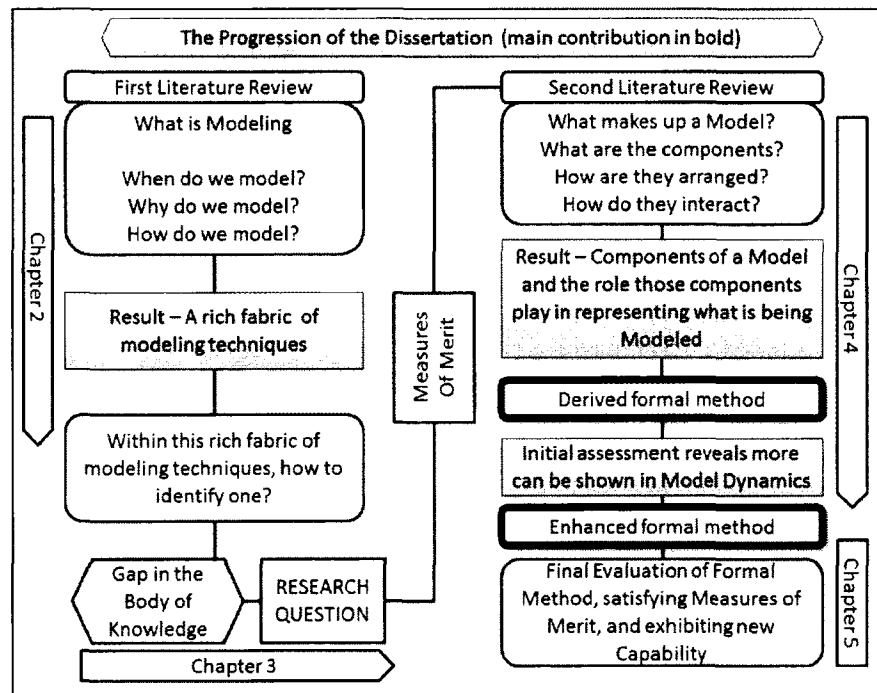 The Progression of the Dissertation (main contribution in bold)
First Literature Review
What is Modeling
When do we model?
Why do we model?
How do we model?
Chapter 2
Result – A rich fabric of
modeling techniques
Within this rich fabric of
modeling techniques, how to
identify one?
Gap in the
Body of
Knowledge
RESEARCH
QUESTION
Chapter 3
Measures
Of Merit
Second Literature Review
What makes up a Model?
What are the components?
How are they arranged?
How do they interact?
Result – Components of a Model
and the role those components
play in representing what is being
Modeled
Derived formal method
Initial assessment reveals more
can be shown in Model Dynamics
Chapter 4
Enhanced formal method
Final Evaluation of Formal
Method, satisfying Measures of
Merit, and exhibiting new
Capability
Chapter 5